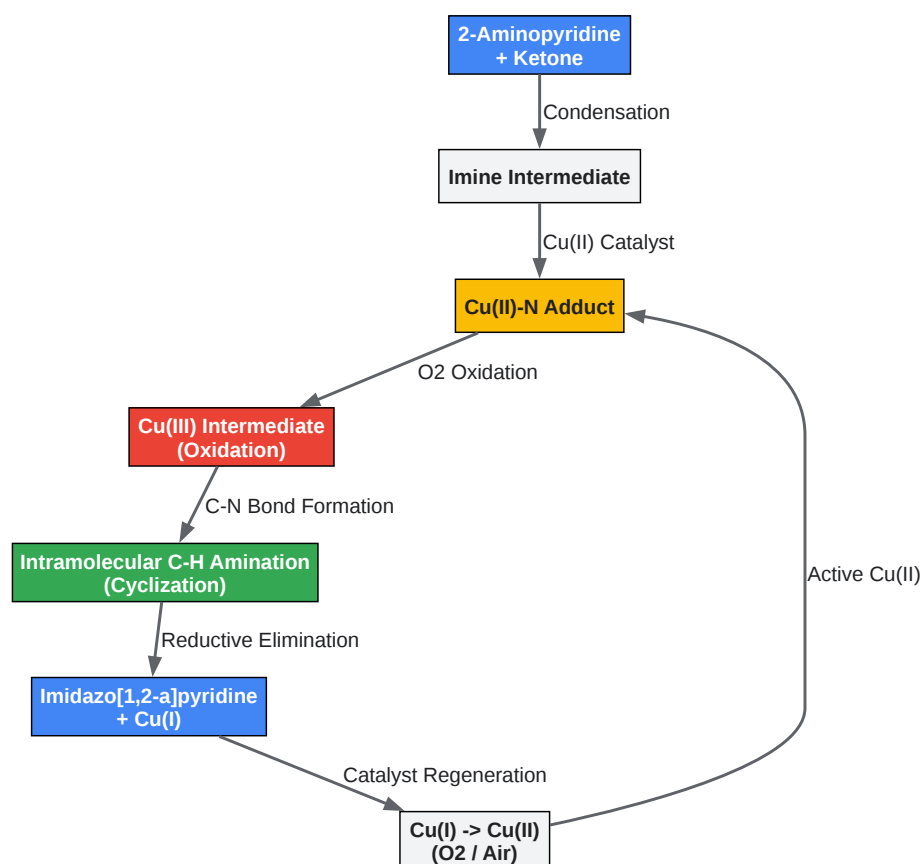 2-Aminopyridine
+ Ketone
Condensation
Imine Intermediate
Cu(II) Catalyst
Cu(II)-N Adduct
O2 Oxidation
Cu(III) Intermediate
(Oxidation)
C-N Bond Formation
Intramolecular C-H Amination
(Cyclization)
Active Cu(II)
Reductive Elimination
Imidazo[1,2-a]pyridine
+ Cu(I)
Catalyst Regeneration
Cu(I) -> Cu(II)
(O2 / Air)